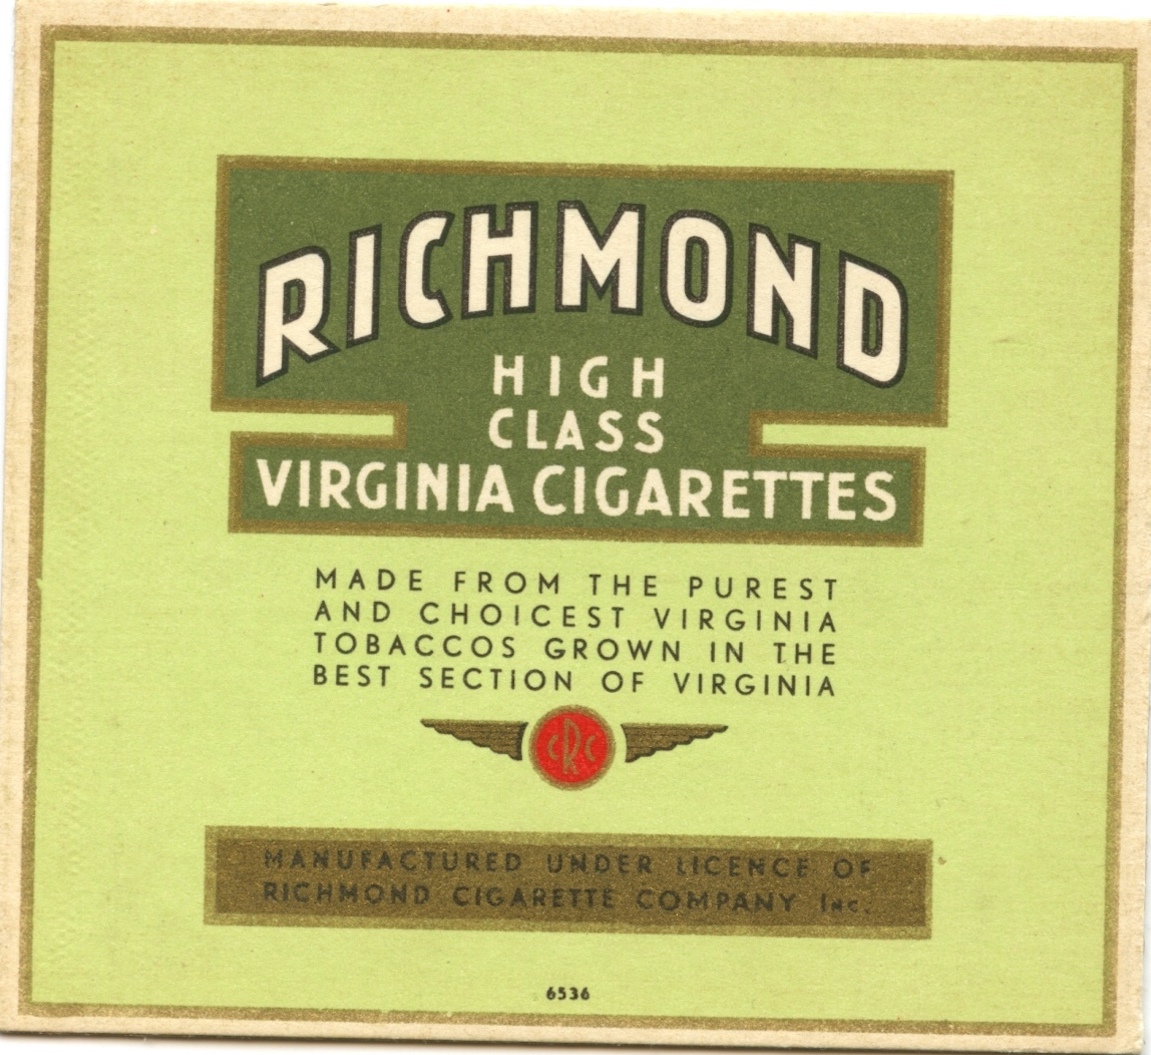 RICHMOND
HIGH
CLASS
VIRGINIA CIGARETTES
MADE FROM THE PUREST
AND CHOICEST VIRGINIA
TOBACCOS GROWN IN THE
BEST SECTION OF VIRGINIA
CRC
MANUFACTURED UNDER LICENCE OF
RICHMOND CIGARETTE COMPANY Inc.
6536